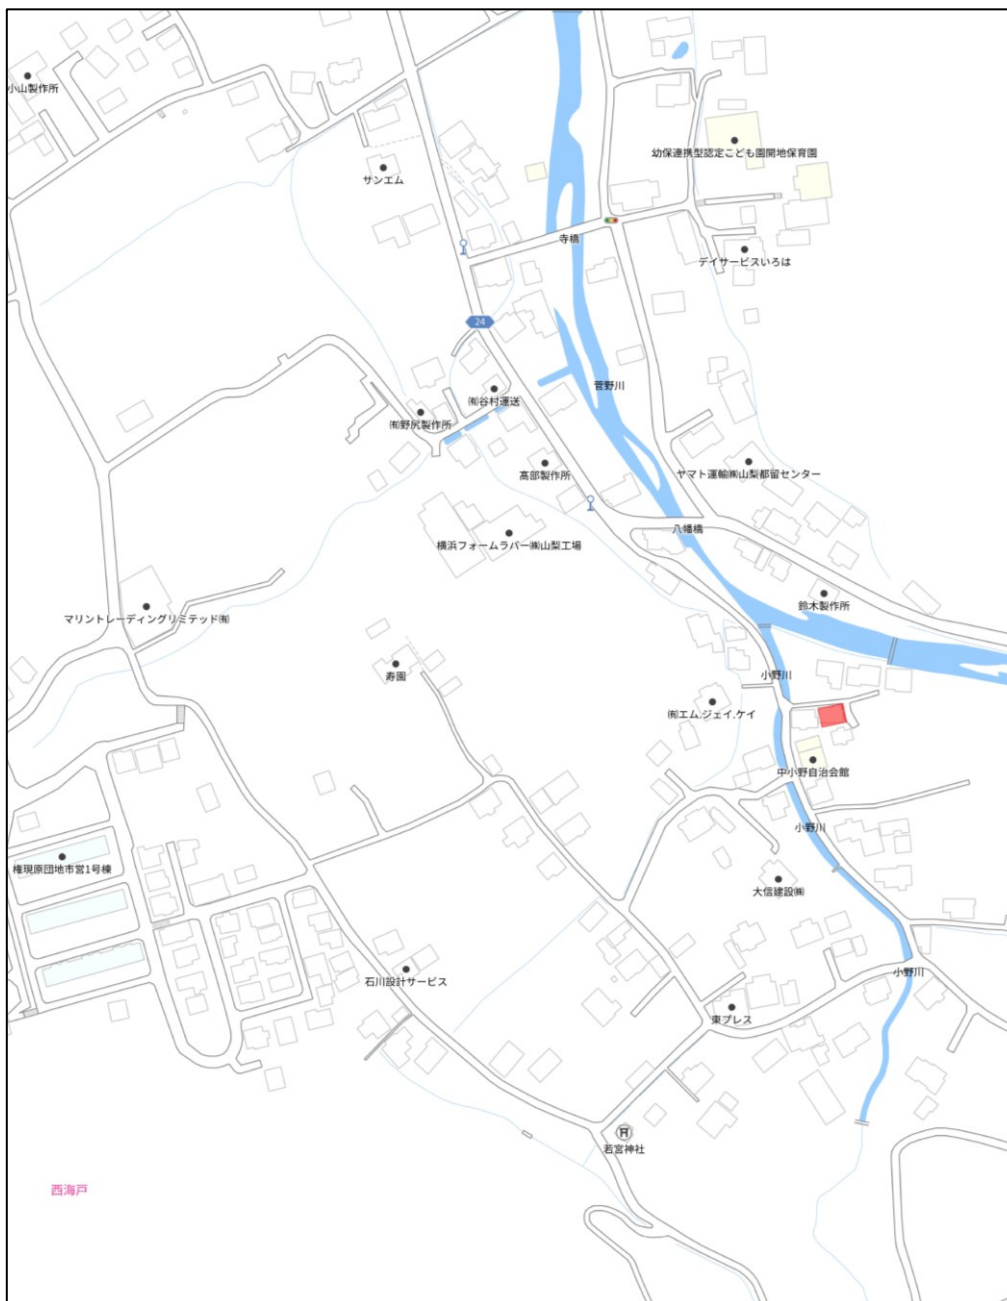 小山製作所
幼保連携型認定こども園開地保育園
サンエム
寺橋
デイサービスいろは
24
菅野川
㈲谷村運送
㈲野尻製作所
髙部製作所
ヤマト運輸㈱山梨都留センター
八幡橋
横浜フォームラバー㈱山梨工場
鈴木製作所
マリントレーディングリミテッド㈲
寿園
小野川
㈲エム.ジェイ.ケイ
中小野自治会館
小野川
権現原団地市営1号棟
大信建設㈱
小野川
石川設計サービス
東プレス
若宮神社
西海戸